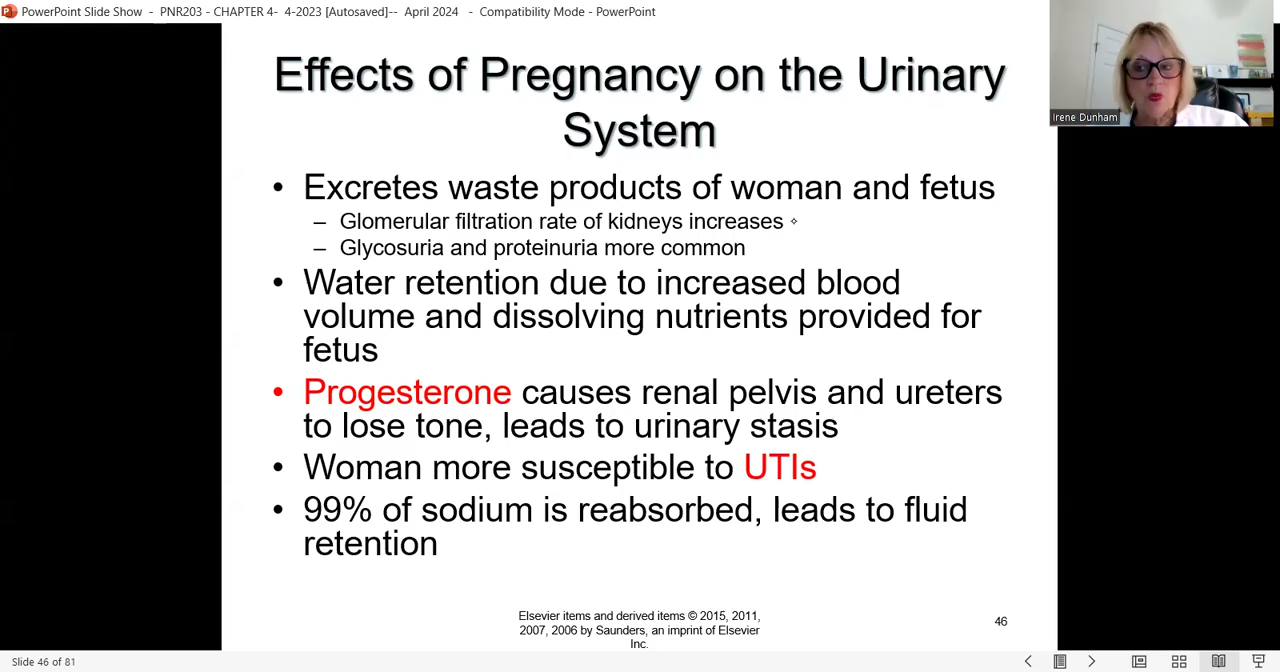 PowerPoint Slide Show - PNR203 - CHAPTER 4- 4-2023 [Autosaved]-- April 2024 - Compatibility Mode - PowerPoint
Irene Dunham
Effects of Pregnancy on the Urinary
System
• Excretes waste products of woman and fetus
– Glomerular filtration rate of kidneys increases
– Glycosuria and proteinuria more common
• Water retention due to increased blood
volume and dissolving nutrients provided for
fetus
• Progesterone causes renal pelvis and ureters
to lose tone, leads to urinary stasis
• Woman more susceptible to UTIs
• 99% of sodium is reabsorbed, leads to fluid
retention
Elsevier items and derived items © 2015, 2011,
2007, 2006 by Saunders, an imprint of Elsevier
Inc.
46
Slide 46 of 81